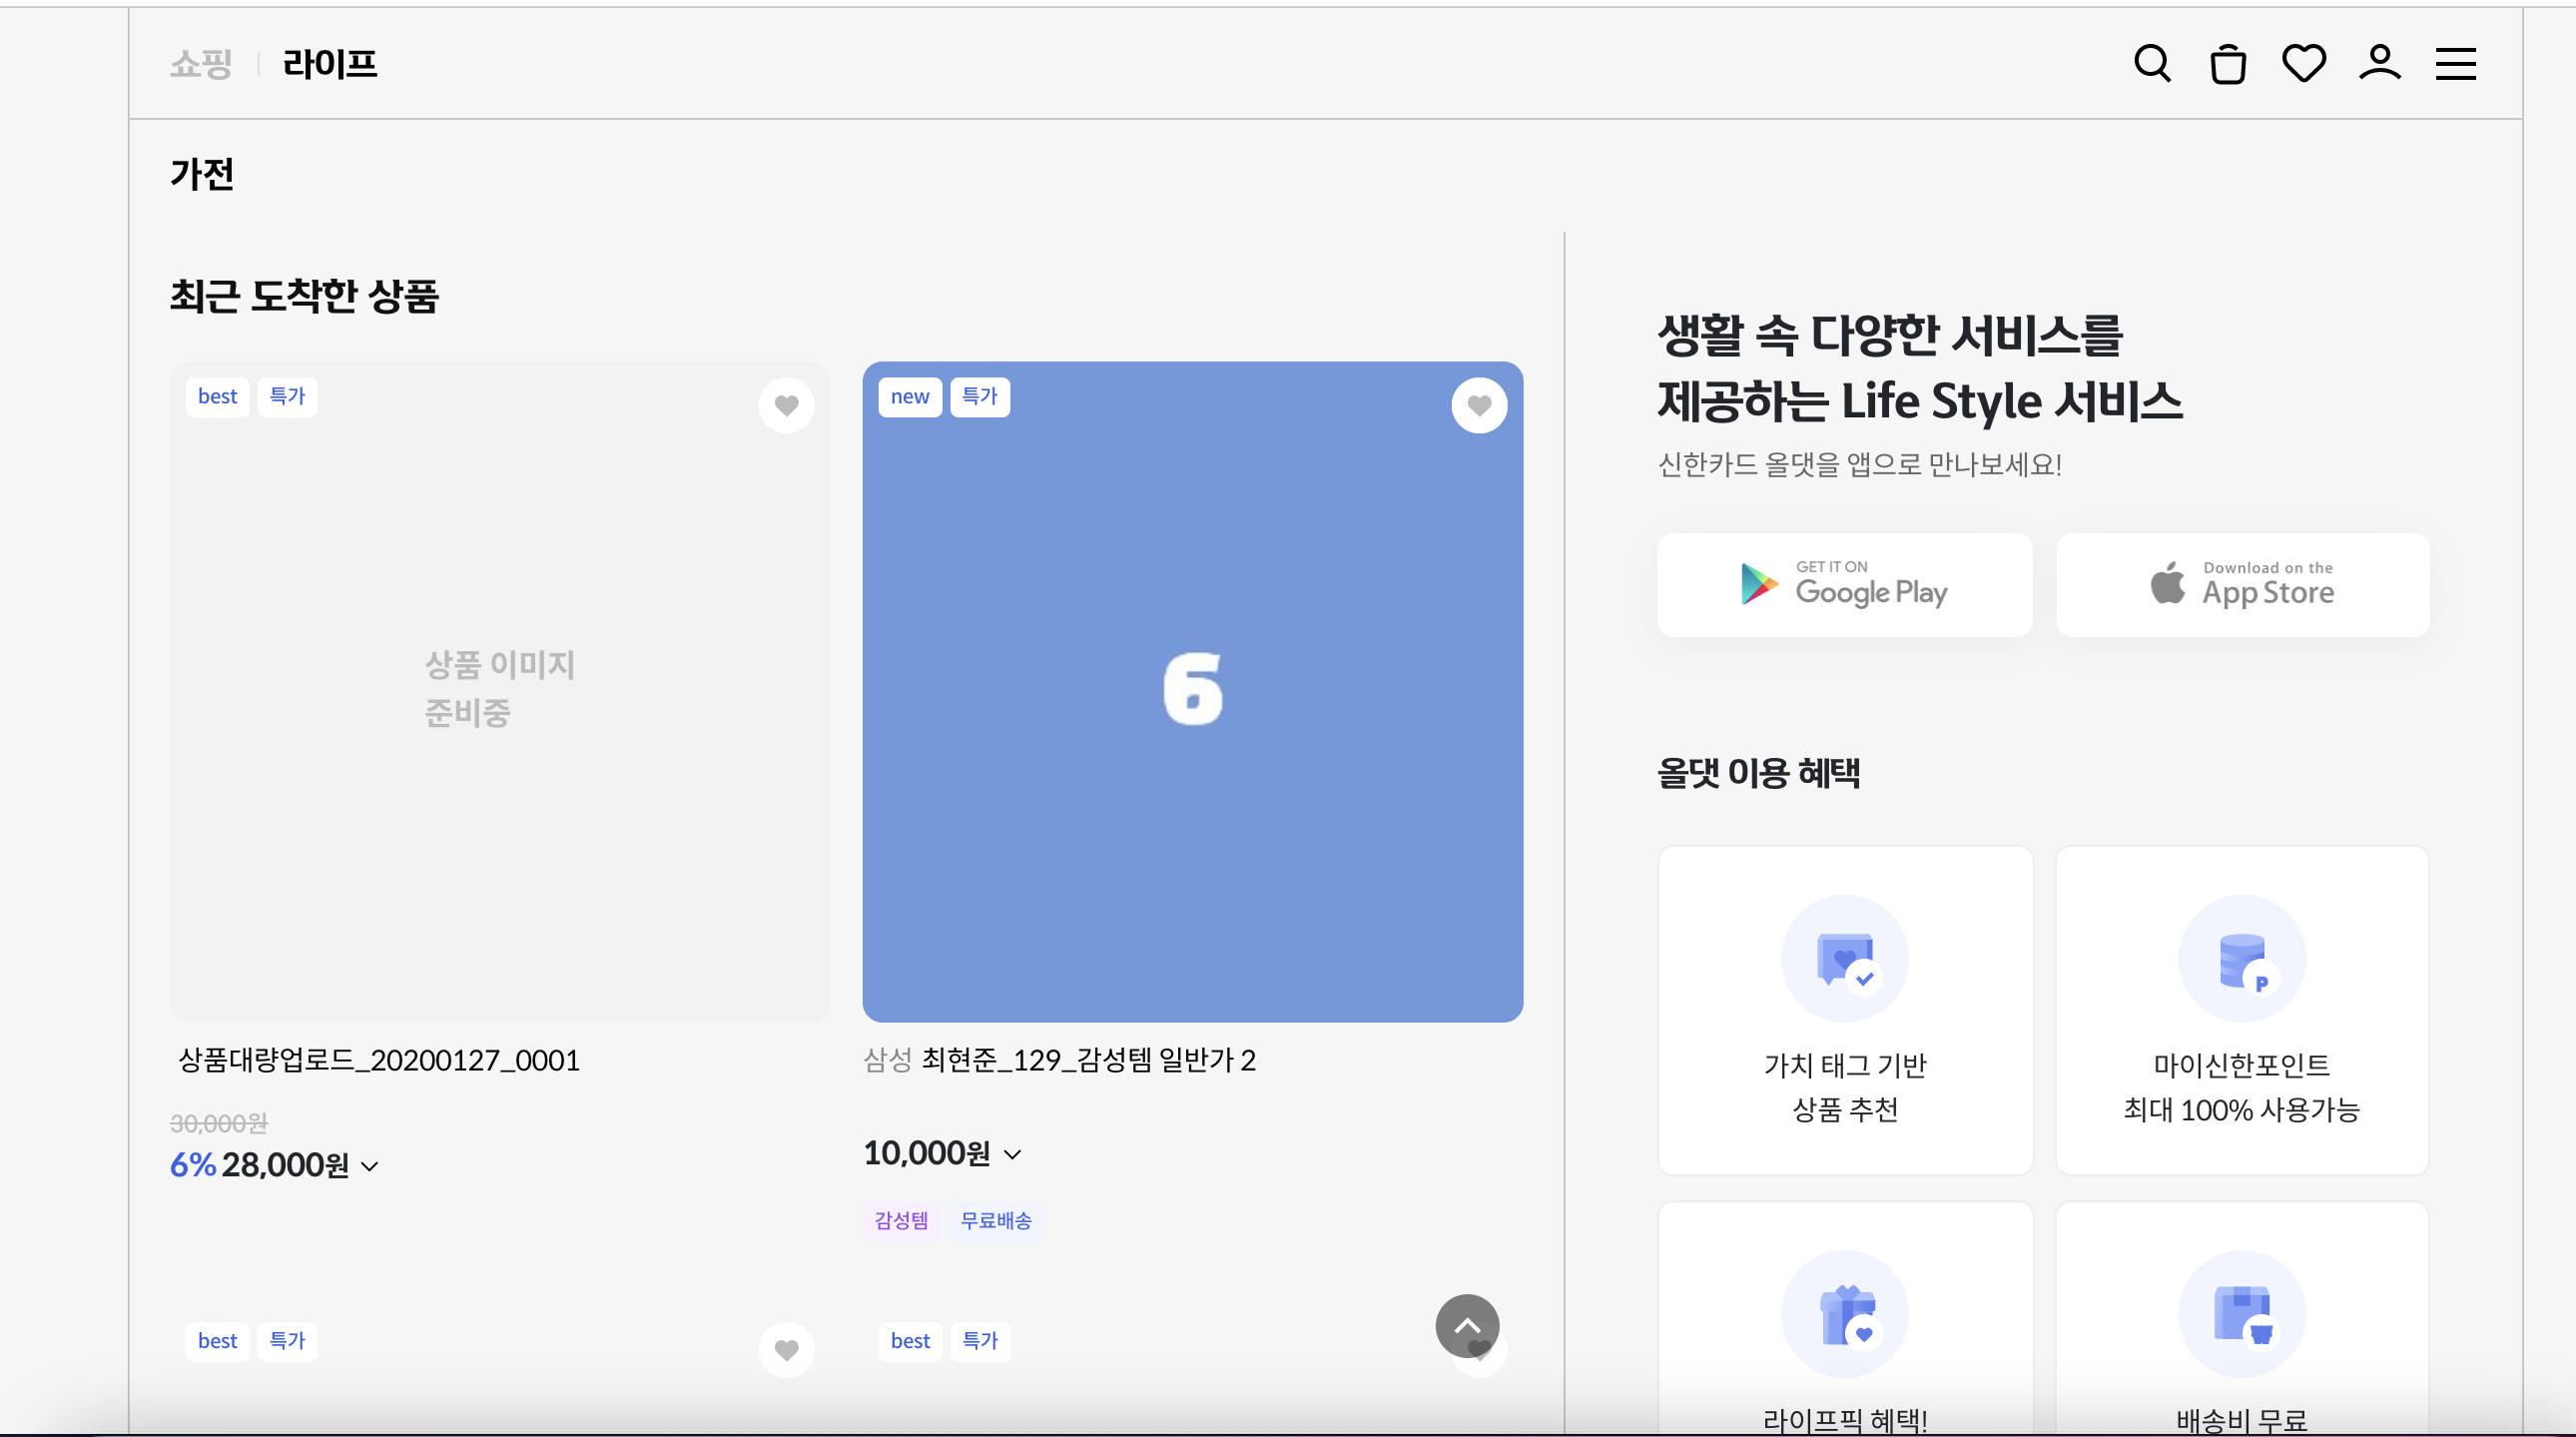 쇼핑 라이프
가전
최근 도착한 상품
best 특가
상품 이미지
준비중
상품대량업로드_20200127_0001
30,000원
6% 28,000원
new 특가
6
삼성 최현준_129_감성템 일반가 2
10,000원
감성템 무료배송
best 특가
best 특가
생활 속 다양한 서비스를
제공하는 Life Style 서비스
신한카드 올댓을 앱으로 만나보세요!
GET IT ON
Google Play
Download on the
App Store
올댓 이용 혜택
가치 태그 기반
상품 추천
P
마이신한포인트
최대 100% 사용가능
라이프픽 혜택!
배송비 무료